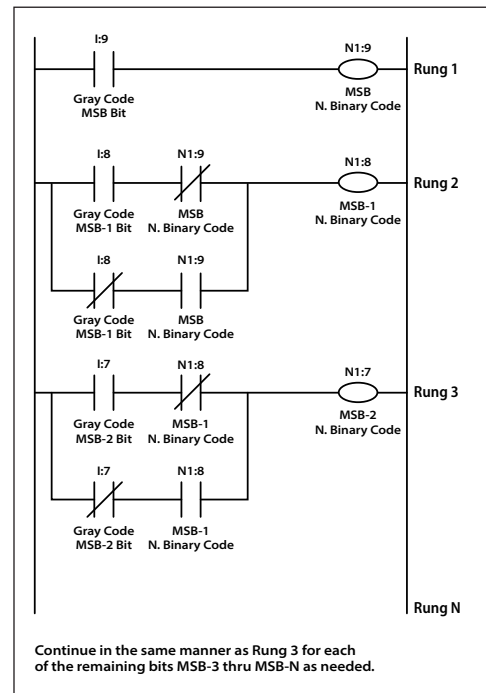 I:9
Gray Code
MSB Bit
N1:9
MSB
N. Binary Code
Rung 1
I:8
Gray Code
MSB-1 Bit
N1:9
MSB
N. Binary Code
N1:8
MSB-1
N. Binary Code
Rung 2
I:8
Gray Code
MSB-1 Bit
N1:9
MSB
N. Binary Code
I:7
Gray Code
MSB-2 Bit
N1:8
MSB-1
N. Binary Code
N1:7
MSB-2
N. Binary Code
Rung 3
I:7
Gray Code
MSB-2 Bit
N1:8
MSB-1
N. Binary Code
Rung N
Continue in the same manner as Rung 3 for each
of the remaining bits MSB-3 thru MSB-N as needed.